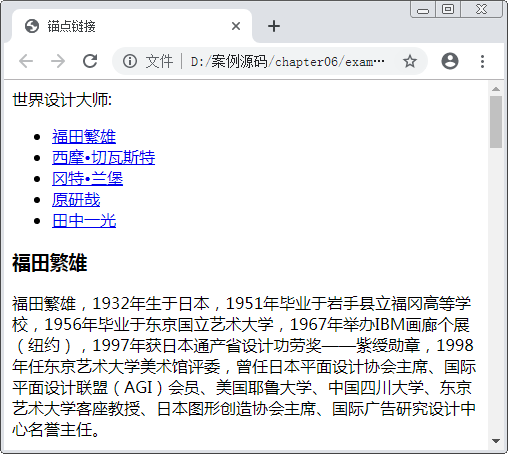 锚点链接
文件
D:/案例源码/chapter06/exam…
世界设计大师:
福田繁雄
西摩•切瓦斯特
冈特•兰堡
原研哉
田中一光
福田繁雄
福田繁雄，1932年生于日本，1951年毕业于岩手县立福冈高等学
校，1956年毕业于东京国立艺术大学，1967年举办IBM画廊个展
（纽约），1997年获日本通产省设计功劳奖——紫绶勋章，1998
年任东京艺术大学美术馆评委，曾任日本平面设计协会主席、国际
平面设计联盟（AGI）会员、美国耶鲁大学、中国四川大学、东京
艺术大学客座教授、日本图形创造协会主席、国际广告研究设计中
心名誉主任。